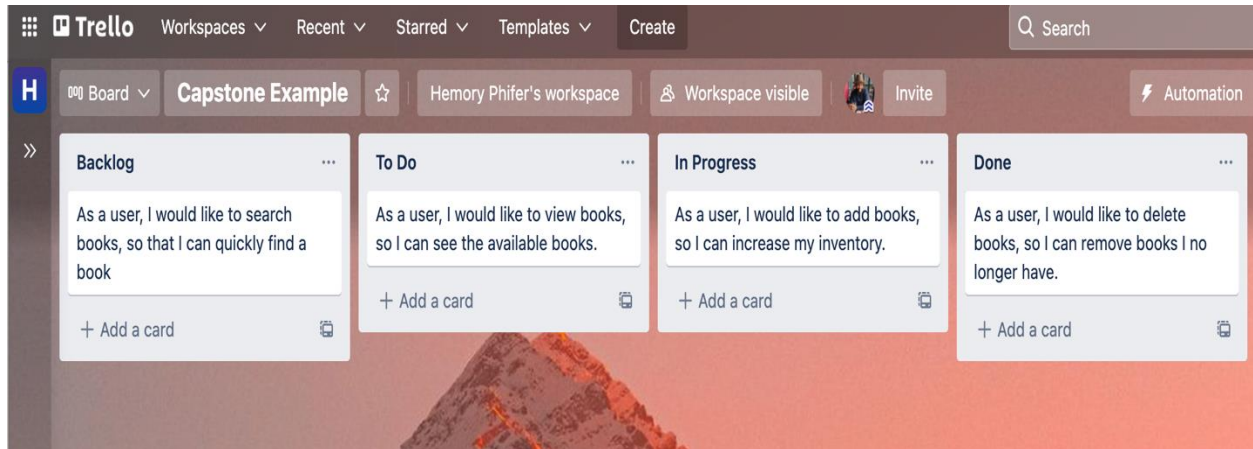 Trello Workspaces Recent Starred Templates Create Search
H Board Capstone Example Hemory Phifer's workspace Workspace visible Invite Automation
Backlog
As a user, I would like to search
books, so that I can quickly find a
book
+ Add a card
To Do
As a user, I would like to view books,
so I can see the available books.
+ Add a card
In Progress
As a user, I would like to add books,
so I can increase my inventory.
+ Add a card
Done
As a user, I would like to delete
books, so I can remove books I no
longer have.
+ Add a card